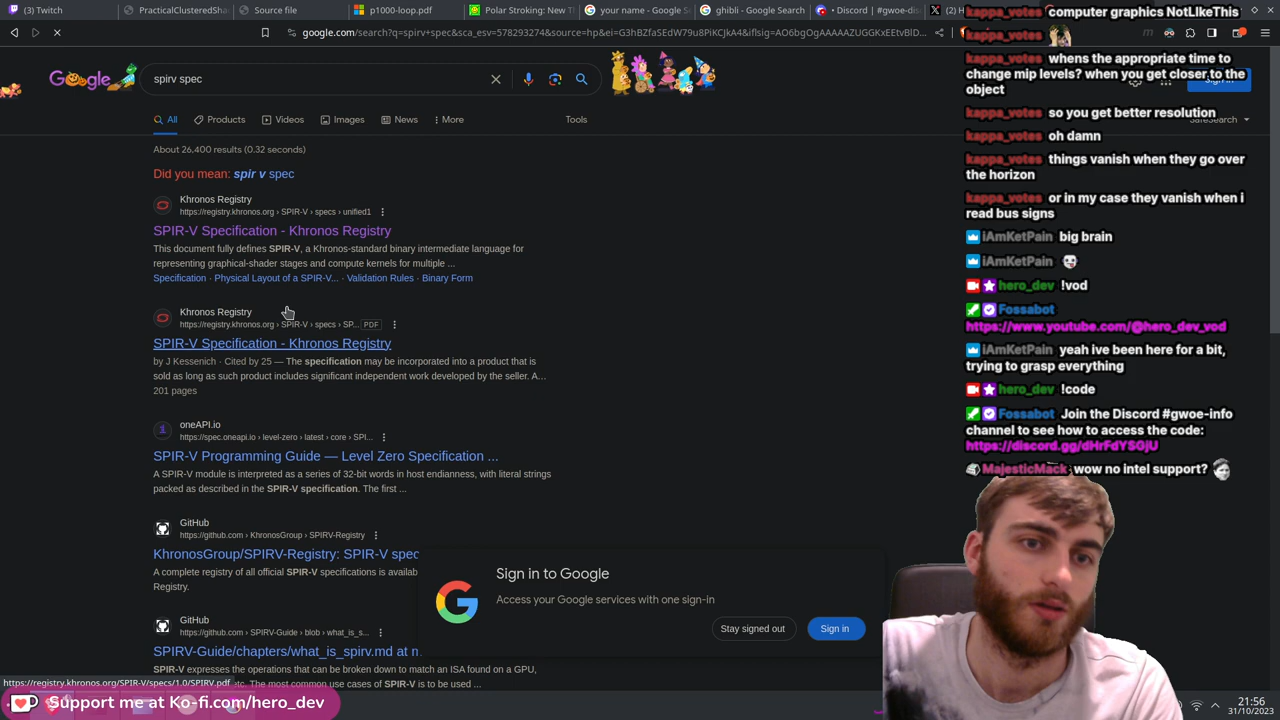 (3) Twitch
PracticalClusteredSha
Source file
p1000-loop.pdf
Polar Stroking: New T
your name - Google S
ghibli - Google Search
• Discord | #gwoe-dis
google.com/search?q=spirv+spec&sca_esv=578293274&source=hp&ei=G3hBZfaSEdW79u8PiKCjkA4&iflsig=AO6bgOgAAAAAZUGGKxEEtvBlD...
spirv spec
Sign in
All
Products
Videos
Images
News
More
Tools
SafeSearch
About 26,400 results (0.32 seconds)
Did you mean: spir v spec
Khronos Registry
https://registry.khronos.org › SPIR-V › specs › unified1
SPIR-V Specification - Khronos Registry
This document fully defines SPIR-V, a Khronos-standard binary intermediate language for
representing graphical-shader stages and compute kernels for multiple ...
Specification · Physical Layout of a SPIR-V... · Validation Rules · Binary Form
Khronos Registry
https://registry.khronos.org › SPIR-V › specs › SP... PDF
SPIR-V Specification - Khronos Registry
by J Kessenich · Cited by 25 — The specification may be incorporated into a product that is
sold as long as such product includes significant independent work developed by the seller. A...
201 pages
oneAPI.io
https://spec.oneapi.io › level-zero › latest › core › SPI...
SPIR-V Programming Guide — Level Zero Specification ...
A SPIR-V module is interpreted as a series of 32-bit words in host endianness, with literal strings
packed as described in the SPIR-V specification. The first ...
GitHub
https://github.com › KhronosGroup › SPIRV-Registry
KhronosGroup/SPIRV-Registry: SPIR-V spec
A complete registry of all official SPIR-V specifications is availab
Registry.
GitHub
https://github.com › SPIRV-Guide › blob › what_is_s...
SPIRV-Guide/chapters/what_is_spirv.md at m
SPIR-V expresses the operations that can be broken down to match an ISA found on a GPU,
etc. The most common use cases of SPIR-V is to be used ...
https://registry.khronos.org/SPIR-V/specs/1.0/SPIRV.pdf
Sign in to Google
Access your Google services with one sign-in
Stay signed out
Sign in
Support me at Ko-fi.com/hero_dev
kappa_votes computer graphics NotLIkeThis
kappa_votes
kappa_votes whens the appropriate time to
change mip levels? when you get closer to the
object
kappa_votes so you get better resolution
kappa_votes oh damn
kappa_votes things vanish when they go over
the horizon
kappa_votes or in my case they vanish when i
read bus signs
iAmKetPain big brain
iAmKetPain
hero_dev !vod
Fossabot
https://www.youtube.com/@hero_dev_vod
iAmKetPain yeah ive been here for a bit,
trying to grasp everything
hero_dev !code
Fossabot Join the Discord #gwoe-info
channel to see how to access the code:
https://discord.gg/dHrFdYSGjU
MajesticMack wow no intel support?
21:56
31/10/2023